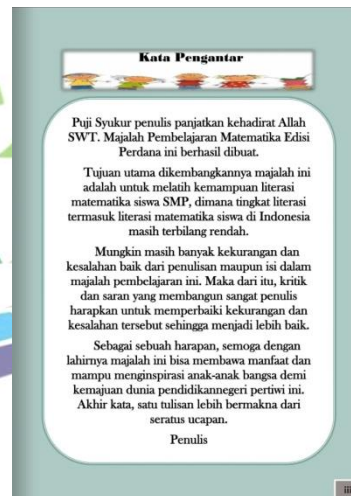 Kata Pengantar
Puji Syukur penulis panjatkan kehadirat Allah
SWT. Majalah Pembelajaran Matematika Edisi
Perdana ini berhasil dibuat.
Tujuan utama dikembangkannya majalah ini
adalah untuk melatih kemampuan literasi
matematika siswa SMP, dimana tingkat literasi
termasuk literasi matematika siswa di Indonesia
masih terbilang rendah.
Mungkin masih banyak kekurangan dan
kesalahan baik dari penulisan maupun isi dalam
majalah pembelajaran ini. Maka dari itu, kritik
dan saran yang membangun sangat penulis
harapkan untuk memperbaiki kekurangan dan
kesalahan tersebut sehingga menjadi lebih baik.
Sebagai sebuah harapan, semoga dengan
lahirnya majalah ini bisa membawa manfaat dan
mampu menginspirasi anak-anak bangsa demi
kemajuan dunia pendidikannegeri pertiwi ini.
Akhir kata, satu tulisan lebih bermakna dari
seratus ucapan.
Penulis
iii